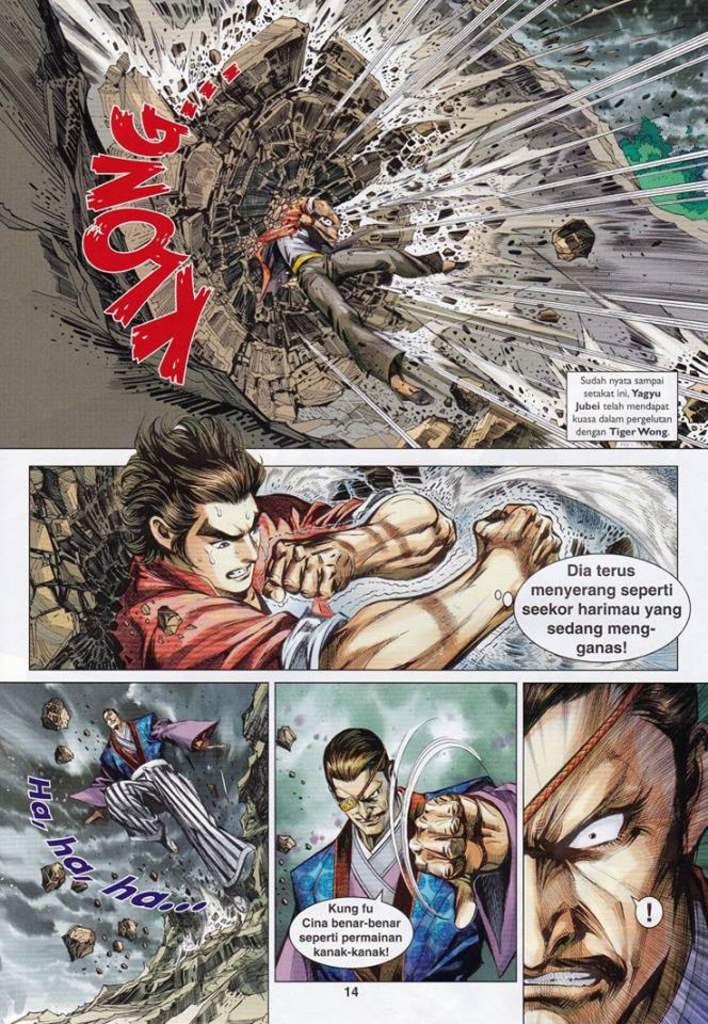 KYONG...
Sudah nyata sampai
setakat ini, Yagyu
Jubei telah mendapat
kuasa dalam pergelutan
dengan Tiger Wong.
Dia terus
menyerang seperti
seekor harimau yang
sedang meng-
ganas!
Ha, ha, ha...
Kung fu
Cina benar-benar
seperti permainan
kanak-kanak!
!
14